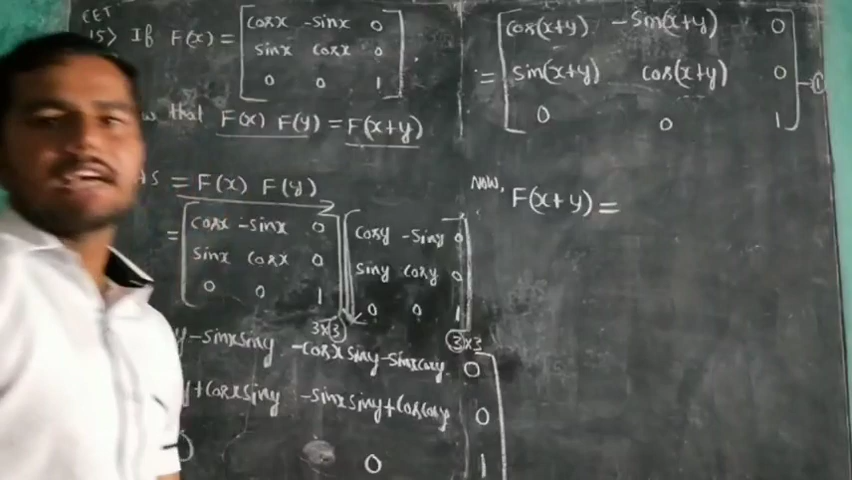 CET
15> If F(x) = [cosx -sinx 0
sinx cosx 0
0 0 1].
that F(x) F(y) = F(x+y)
= F(x) F(y)
= [cosx -sinx 0 [cosy -siny 0
sinx cosx 0 siny cosy 0
0 0 1] 0 0 1]
3x3 3x3
-sinxsiny -cosxsiny-sinxcosy 0
+cosxsiny -sinxsiny+cosxcosy 0
0 0 1
= [cos(x+y) -sin(x+y) 0
sin(x+y) cos(x+y) 0
0 0 1] —①
Now, F(x+y) =